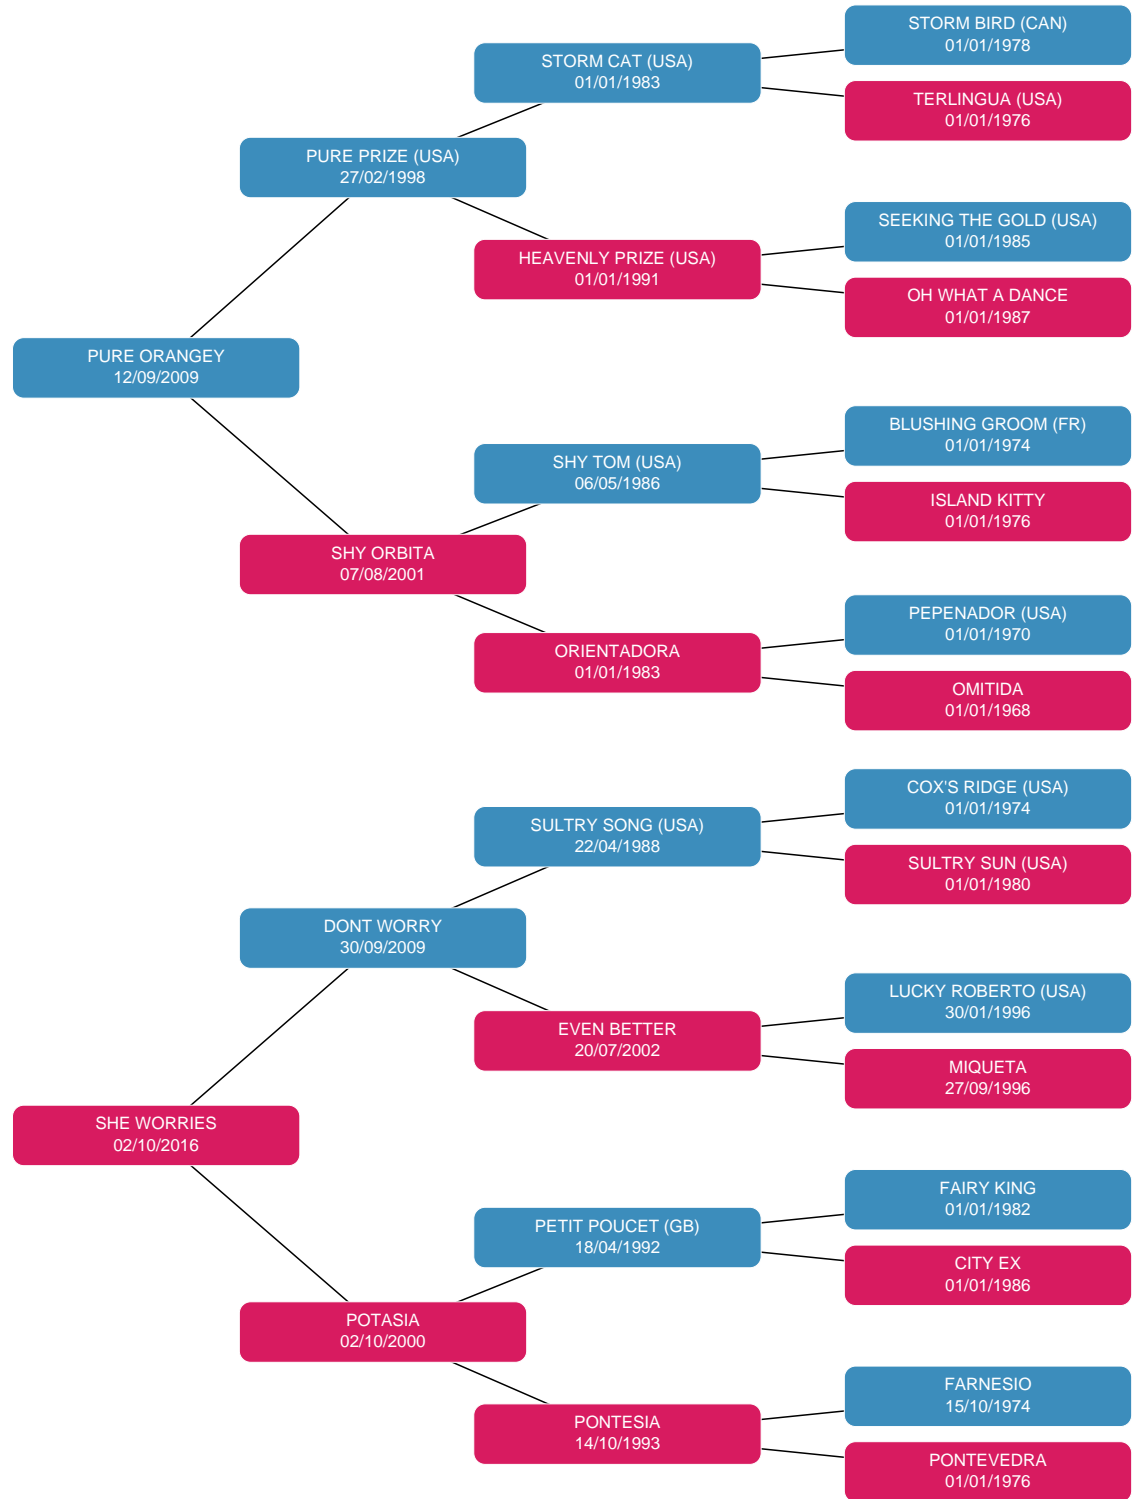 STORM BIRD (CAN)
01/01/1978
STORM CAT (USA)
01/01/1983
TERLINGUA (USA)
01/01/1976
PURE PRIZE (USA)
27/02/1998
SEEKING THE GOLD (USA)
01/01/1985
HEAVENLY PRIZE (USA)
01/01/1991
OH WHAT A DANCE
01/01/1987
PURE ORANGEY
12/09/2009
BLUSHING GROOM (FR)
01/01/1974
SHY TOM (USA)
06/05/1986
ISLAND KITTY
01/01/1976
SHY ORBITA
07/08/2001
PEPENADOR (USA)
01/01/1970
ORIENTADORA
01/01/1983
OMITIDA
01/01/1968
COX'S RIDGE (USA)
01/01/1974
SULTRY SONG (USA)
22/04/1988
SULTRY SUN (USA)
01/01/1980
DONT WORRY
30/09/2009
LUCKY ROBERTO (USA)
30/01/1996
EVEN BETTER
20/07/2002
MIQUETA
27/09/1996
SHE WORRIES
02/10/2016
FAIRY KING
01/01/1982
PETIT POUCET (GB)
18/04/1992
CITY EX
01/01/1986
POTASIA
02/10/2000
FARNESIO
15/10/1974
PONTESIA
14/10/1993
PONTEVEDRA
01/01/1976